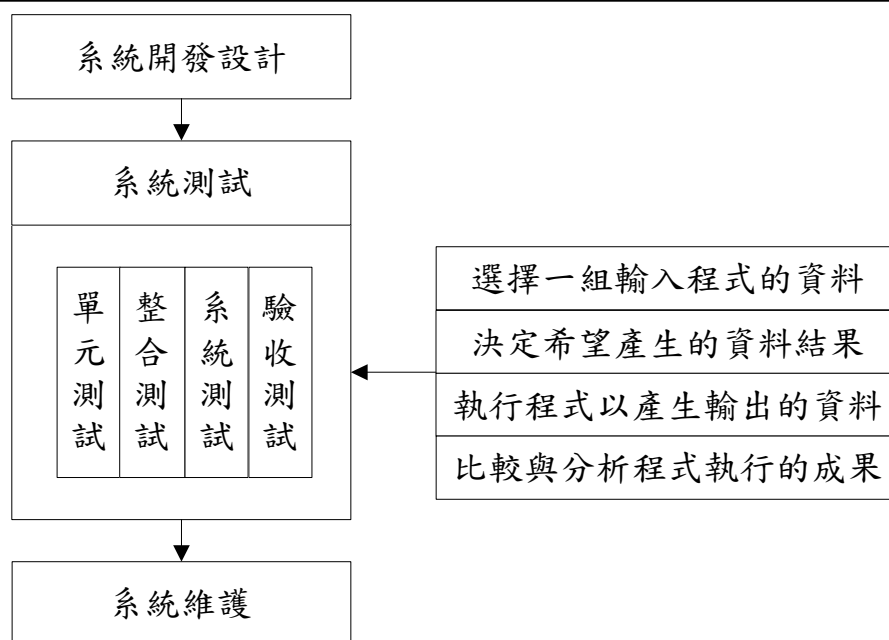 系統開發設計
系統測試
單元測試
整合測試
系統測試
驗收測試
選擇一組輸入程式的資料
決定希望產生的資料結果
執行程式以產生輸出的資料
比較與分析程式執行的成果
系統維護